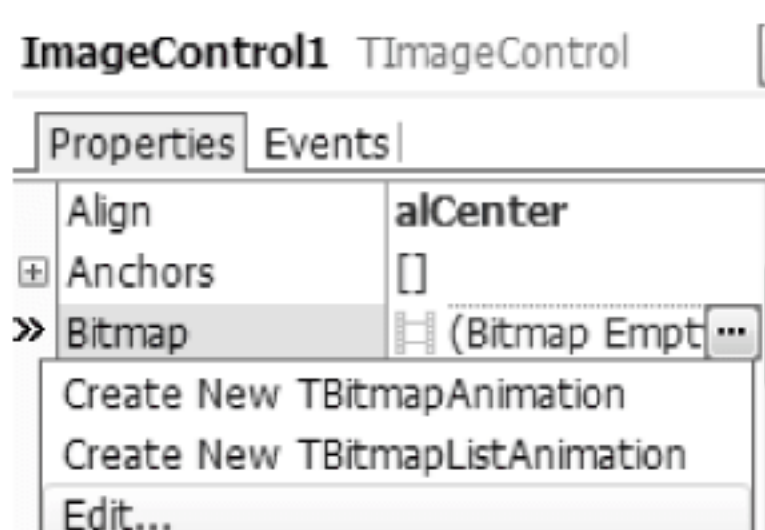 ImageControl1 TImageControl
Properties Events
Align alCenter
Anchors []
Bitmap (Bitmap Empt ...
Create New TBitmapAnimation
Create New TBitmapListAnimation
Edit...